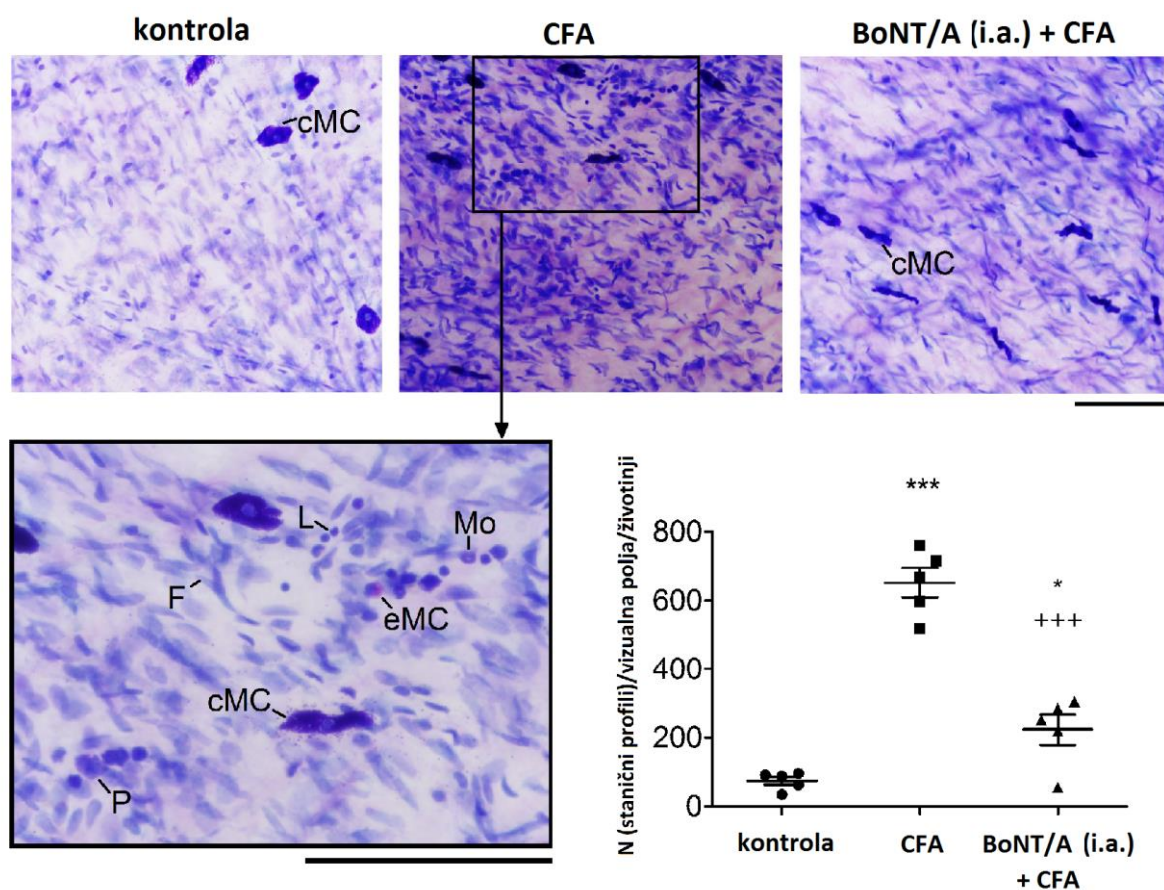 kontrola
CFA
BoNT/A (i.a.) + CFA
cMC
cMC
L
Mo
F
eMC
cMC
P
N (stanični profili)/vizualna polja/životinji
***
*
+++
800
600
400
200
0
kontrola
CFA
BoNT/A (i.a.)
+ CFA